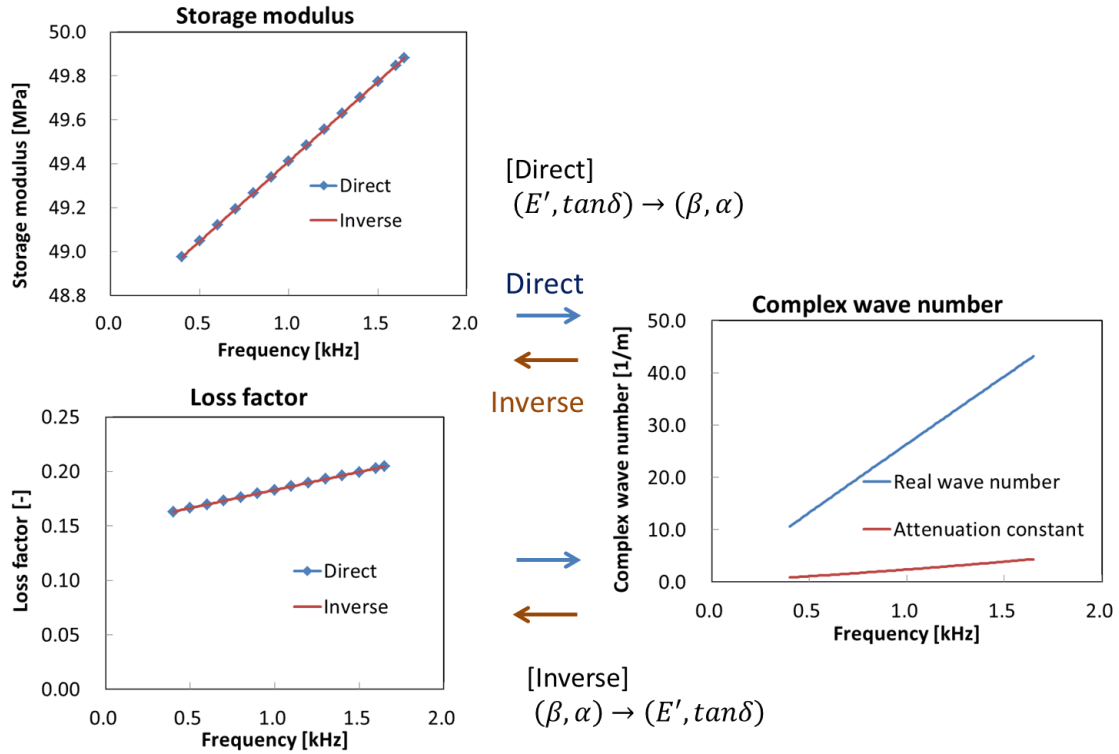 Storage modulus
50.0
49.8
49.6
49.4
49.2
49.0
48.8
Storage modulus [MPa]
Direct
Inverse
0.0 0.5 1.0 1.5 2.0
Frequency [kHz]
[Direct]
(E′, tanδ) → (β, α)
Direct
Inverse
Loss factor
0.25
0.20
0.15
0.10
0.05
0.00
Loss factor [-]
Direct
Inverse
0.0 0.5 1.0 1.5 2.0
Frequency [kHz]
Complex wave number
50.0
40.0
30.0
20.0
10.0
0.0
Complex wave number [1/m]
Real wave number
Attenuation constant
0.0 0.5 1.0 1.5 2.0
Frequency [kHz]
[Inverse]
(β, α) → (E′, tanδ)